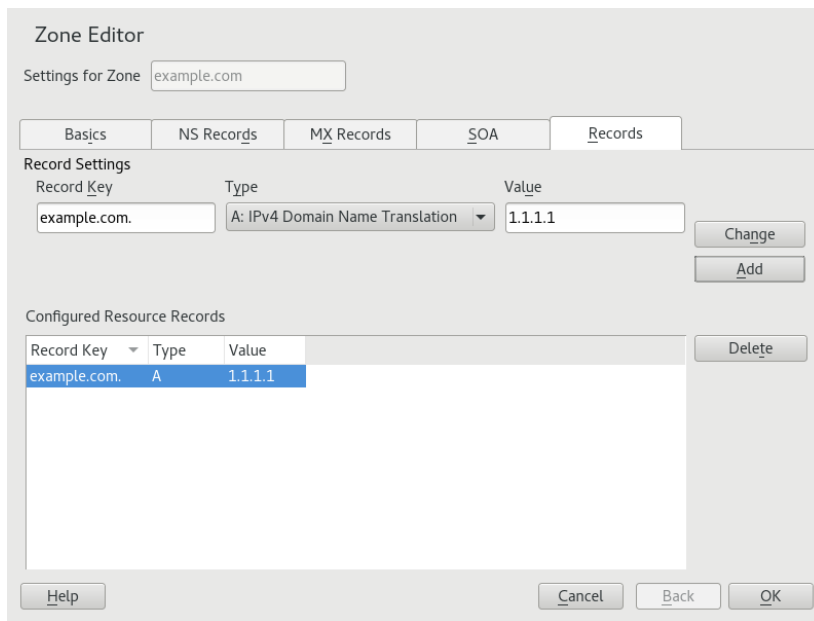 Zone Editor
Settings for Zone example.com
Basics NS Records MX Records SOA Records
Record Settings
Record Key Type Value
example.com. A: IPv4 Domain Name Translation 1.1.1.1
Change
Add
Configured Resource Records
Record Key Type Value Delete
example.com. A 1.1.1.1
Help Cancel Back OK